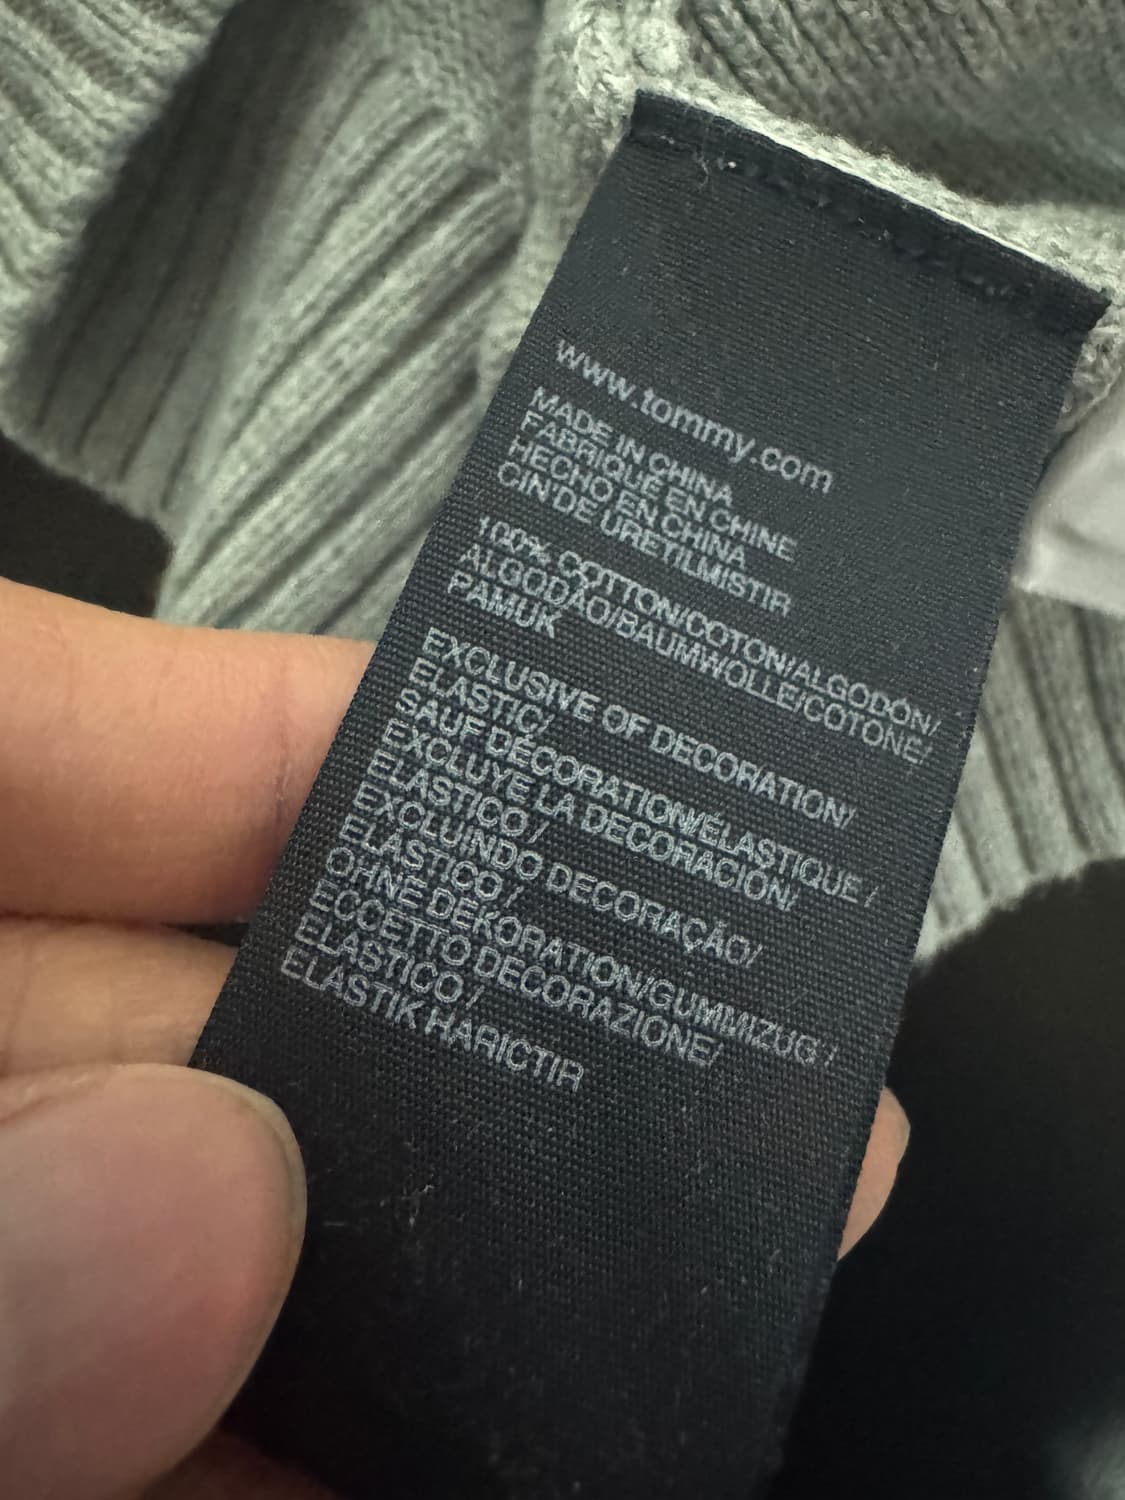 www.tommy.com
MADE IN CHINA
FABRIQUÉ EN CHINE
HECHO EN CHINA
CIN'DE URETILMISTIR
100% COTTON/COTON/ALGODÓN/
ALGODÃO/BAUMWOLLE/COTONE/
PAMUK
EXCLUSIVE OF DECORATION/
ELASTIC/
SAUF DÉCORATION/ÉLASTIQUE /
EXCLUYE LA DECORACIÓN/
ELÁSTICO /
EXCLUINDO DECORAÇÃO/
ELÁSTICO /
OHNE DEKORATION/GUMMIZUG /
ECCETTO DECORAZIONE/
ELASTICO /
ELASTIK HARICTIR